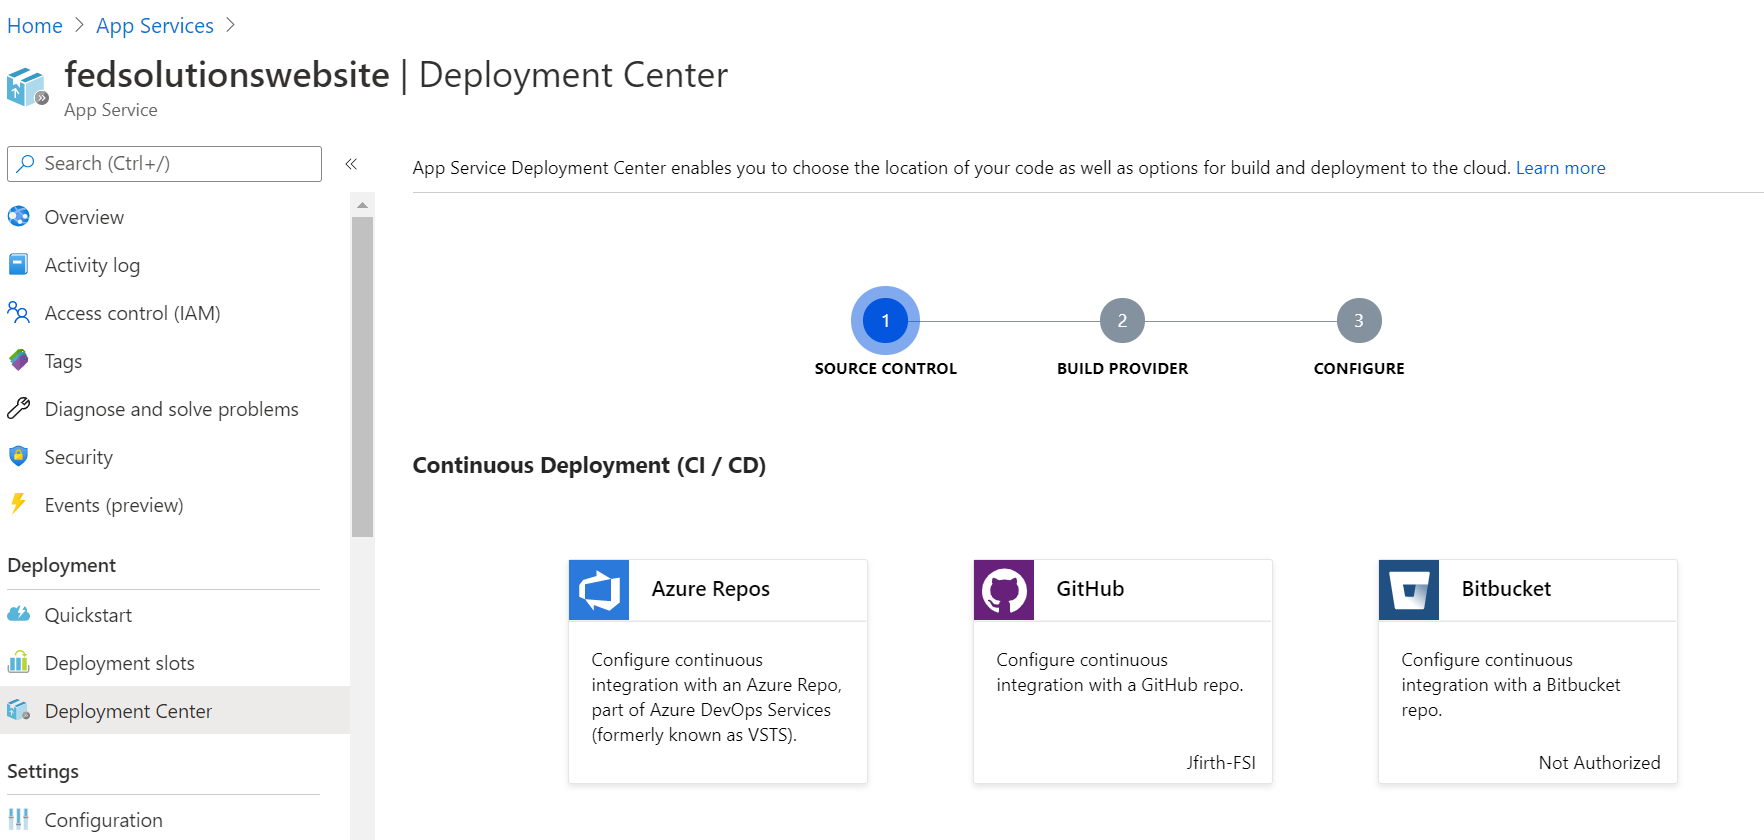 Home > App Services >
fedsolutionswebsite | Deployment Center
App Service
Search (Ctrl+/)
«
Overview
Activity log
Access control (IAM)
Tags
Diagnose and solve problems
Security
Events (preview)
Deployment
Quickstart
Deployment slots
Deployment Center
Settings
Configuration
App Service Deployment Center enables you to choose the location of your code as well as options for build and deployment to the cloud. Learn more
1
2
3
SOURCE CONTROL
BUILD PROVIDER
CONFIGURE
Continuous Deployment (CI / CD)
Azure Repos
Configure continuous
integration with an Azure Repo,
part of Azure DevOps Services
(formerly known as VSTS).
GitHub
Configure continuous
integration with a GitHub repo.
Jfirth-FSI
Bitbucket
Configure continuous
integration with a Bitbucket
repo.
Not Authorized